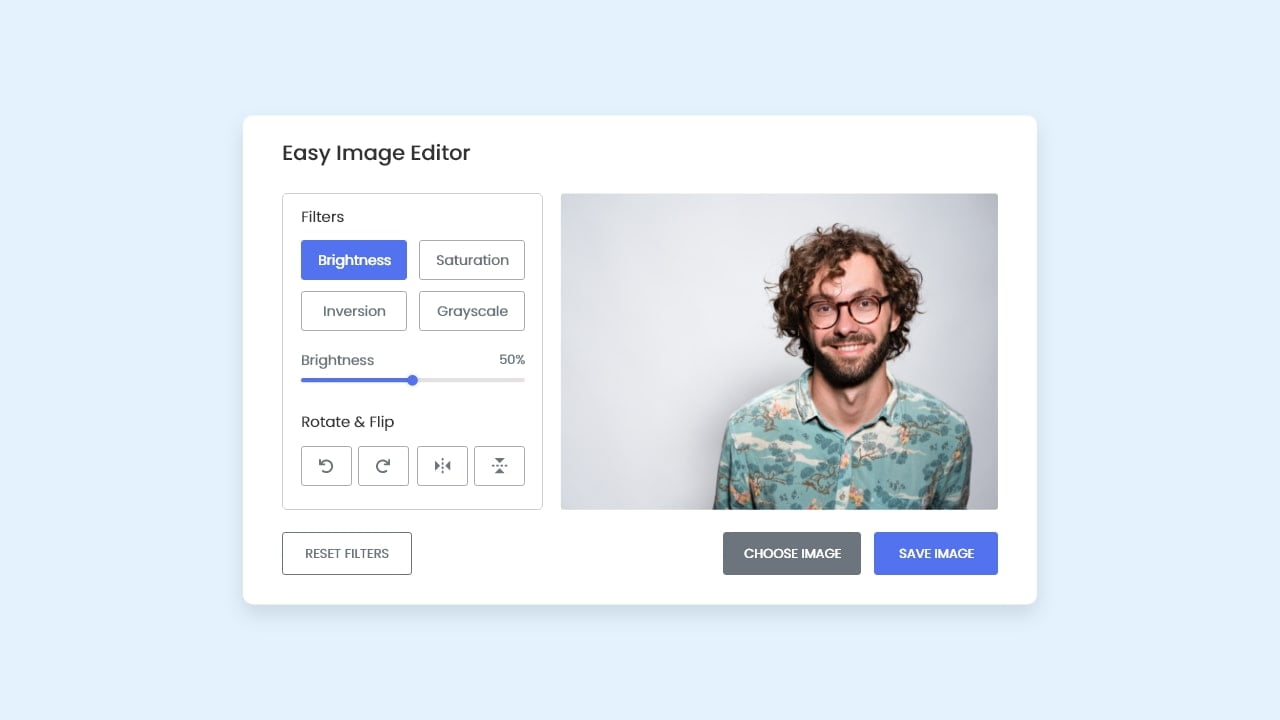 Easy Image Editor
Filters
Brightness
Saturation
Inversion
Grayscale
Brightness
50%
Rotate & Flip
RESET FILTERS
CHOOSE IMAGE
SAVE IMAGE